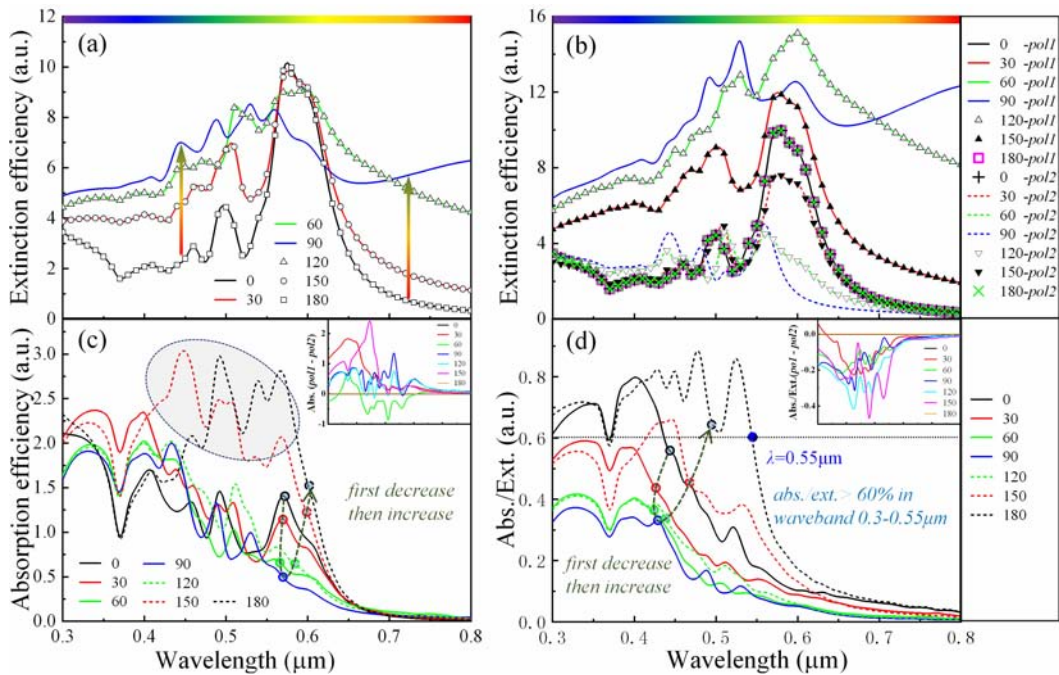 (a)
Extinction efficiency (a.u.)
12
10
8
6
4
2
0
60
90
120
0
150
30
180
(b)
Extinction efficiency (a.u.)
16
12
8
4
0
0 -pol1
30 -pol1
60 -pol1
90 -pol1
120-pol1
150-pol1
180-pol1
0 -pol2
30 -pol2
60 -pol2
90 -pol2
120-pol2
150-pol2
180-pol2
(c)
Absorption efficiency (a.u.)
3.0
2.5
2.0
1.5
1.0
0.5
0.0
Abs. (pol1 - pol2)
2
1
0
-1
0
30
60
90
120
150
180
first decrease
then increase
0 90
30 120
60 150 180
0.3 0.4 0.5 0.6 0.7 0.8
Wavelength (μm)
(d)
Abs./Ext. (a.u.)
0.8
0.6
0.4
0.2
0.0
Abs./Ext.(pol - pol2)
0.0
-0.2
-0.4
0
30
60
90
120
150
180
λ=0.55μm
abs./ext.> 60% in
waveband 0.3-0.55μm
first decrease
then increase
0.3 0.4 0.5 0.6 0.7 0.8
Wavelength (μm)
0
30
60
90
120
150
180